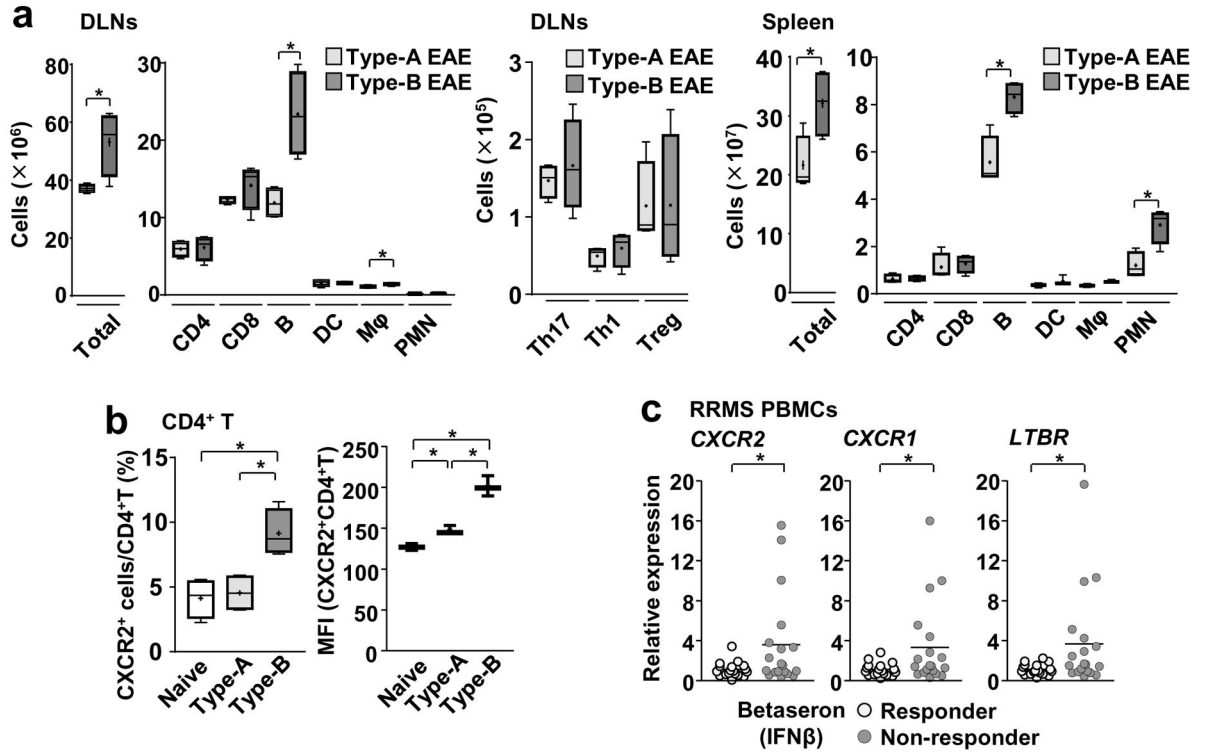 a
DLNs
Type-A EAE
Type-B EAE
Cells (×10⁶)
80
60
40
20
0
Total
30
20
10
0
CD4
CD8
B
DC
Mφ
PMN
*
*
*
DLNs
Type-A EAE
Type-B EAE
Cells (×10⁵)
3
2
1
0
Th17
Th1
Treg
Spleen
Type-A EAE
Type-B EAE
Cells (×10⁷)
40
30
20
10
0
Total
10
8
6
4
2
0
CD4
CD8
B
DC
Mφ
PMN
*
*
*
b
CD4⁺ T
CXCR2⁺ cells/CD4⁺T (%)
15
10
5
0
*
*
Naive
Type-A
Type-B
MFI (CXCR2⁺CD4⁺T)
250
200
150
100
50
0
*
*
*
Naive
Type-A
Type-B
c
RRMS PBMCs
CXCR2
CXCR1
LTBR
Relative expression
*
20
16
12
8
4
0
*
20
16
12
8
4
0
*
20
16
12
8
4
0
Betaseron
(IFNβ)
Responder
Non-responder